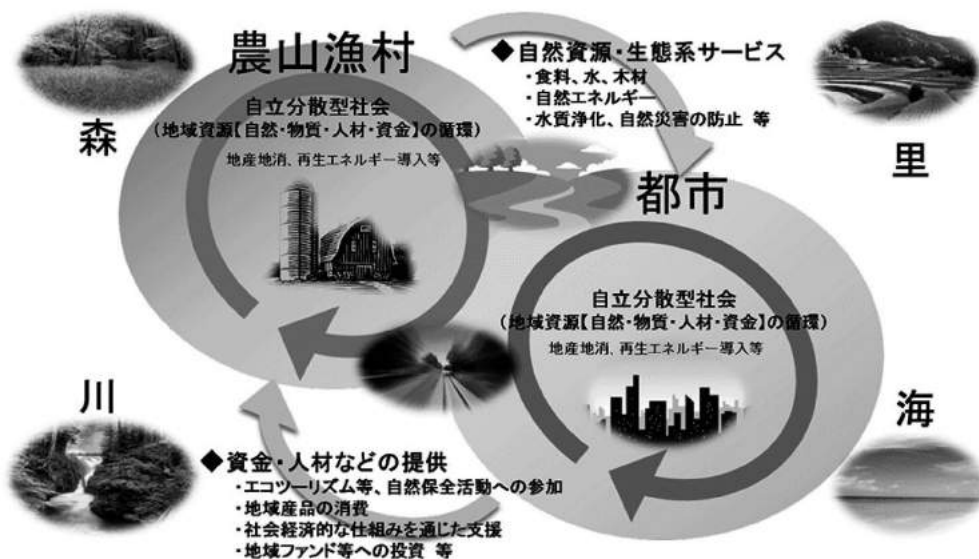 農山漁村
自立分散型社会
(地域資源【自然・物質・人材・資金】の循環)
地産地消、再生エネルギー導入等
◆自然資源・生態系サービス
・食料、水、木材
・自然エネルギー
・水質浄化、自然災害の防止 等
森
里
都市
自立分散型社会
(地域資源【自然・物質・人材・資金】の循環)
地産地消、再生エネルギー導入等
川
海
◆資金・人材などの提供
・エコツーリズム等、自然保全活動への参加
・地域産品の消費
・社会経済的な仕組みを通じた支援
・地域ファンド等への投資 等